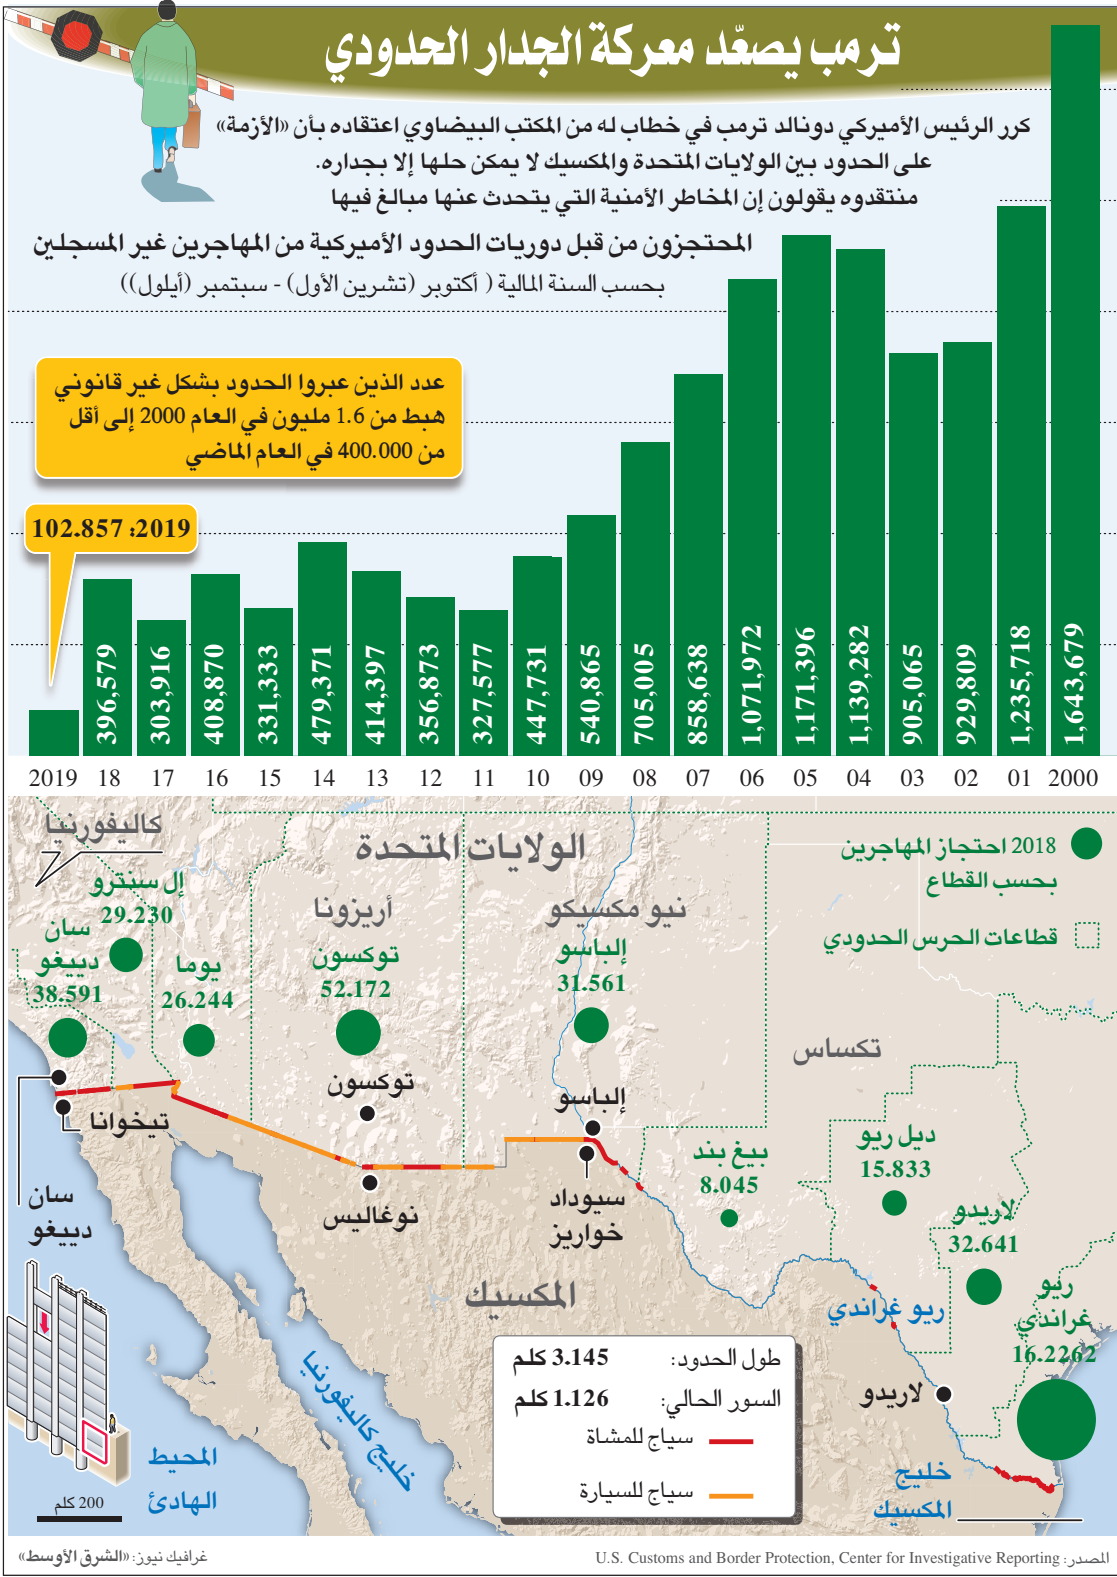 ترمب يصعّد معركة الجدار الحدودي
كرر الرئيس الأميركي دونالد ترمب في خطاب له من المكتب البيضاوي اعتقاده بأن «الأزمة»
على الحدود بين الولايات المتحدة والمكسيك لا يمكن حلها إلا بجداره.
منتقدوه يقولون إن المخاطر الأمنية التي يتحدث عنها مبالغ فيها
المحتجزون من قبل دوريات الحدود الأميركية من المهاجرين غير المسجلين
بحسب السنة المالية ( أكتوبر (تشرين الأول) - سبتمبر (أيلول))
عدد الذين عبروا الحدود بشكل غير قانوني
هبط من 1.6 مليون في العام 2000 إلى أقل
من 400.000 في العام الماضي
2019: 102.857
396,579
303,916
408,870
331,333
479,371
414,397
356,873
327,577
447,731
540,865
705,005
858,638
1,071,972
1,171,396
1,139,282
905,065
929,809
1,235,718
1,643,679
2019 18 17 16 15 14 13 12 11 10 09 08 07 06 05 04 03 02 01 2000
2018 احتجاز المهاجرين
بحسب القطاع
قطاعات الحرس الحدودي
الولايات المتحدة
كاليفورنيا
أريزونا
نيو مكسيكو
تكساس
إل سنترو
29.230
سان
دييغو
38.591
يوما
26.244
توكسون
52.172
إلباسو
31.561
بيغ بند
8.045
ديل ريو
15.833
لاريدو
32.641
ريو
غراندي
16.2262
توكسون
إلباسو
تيخوانا
سان
دييغو
نوغاليس
سيوداد
خواريز
المكسيك
ريو غراندي
لاريدو
خليج
المكسيك
خليج كاليفورنيا
المحيط
الهادئ
200 كلم
طول الحدود: 3.145 كلم
السور الحالي: 1.126 كلم
سياج للمشاة
سياج للسيارة
المصدر: U.S. Customs and Border Protection, Center for Investigative Reporting
غرافيك نيوز: «الشرق الأوسط»